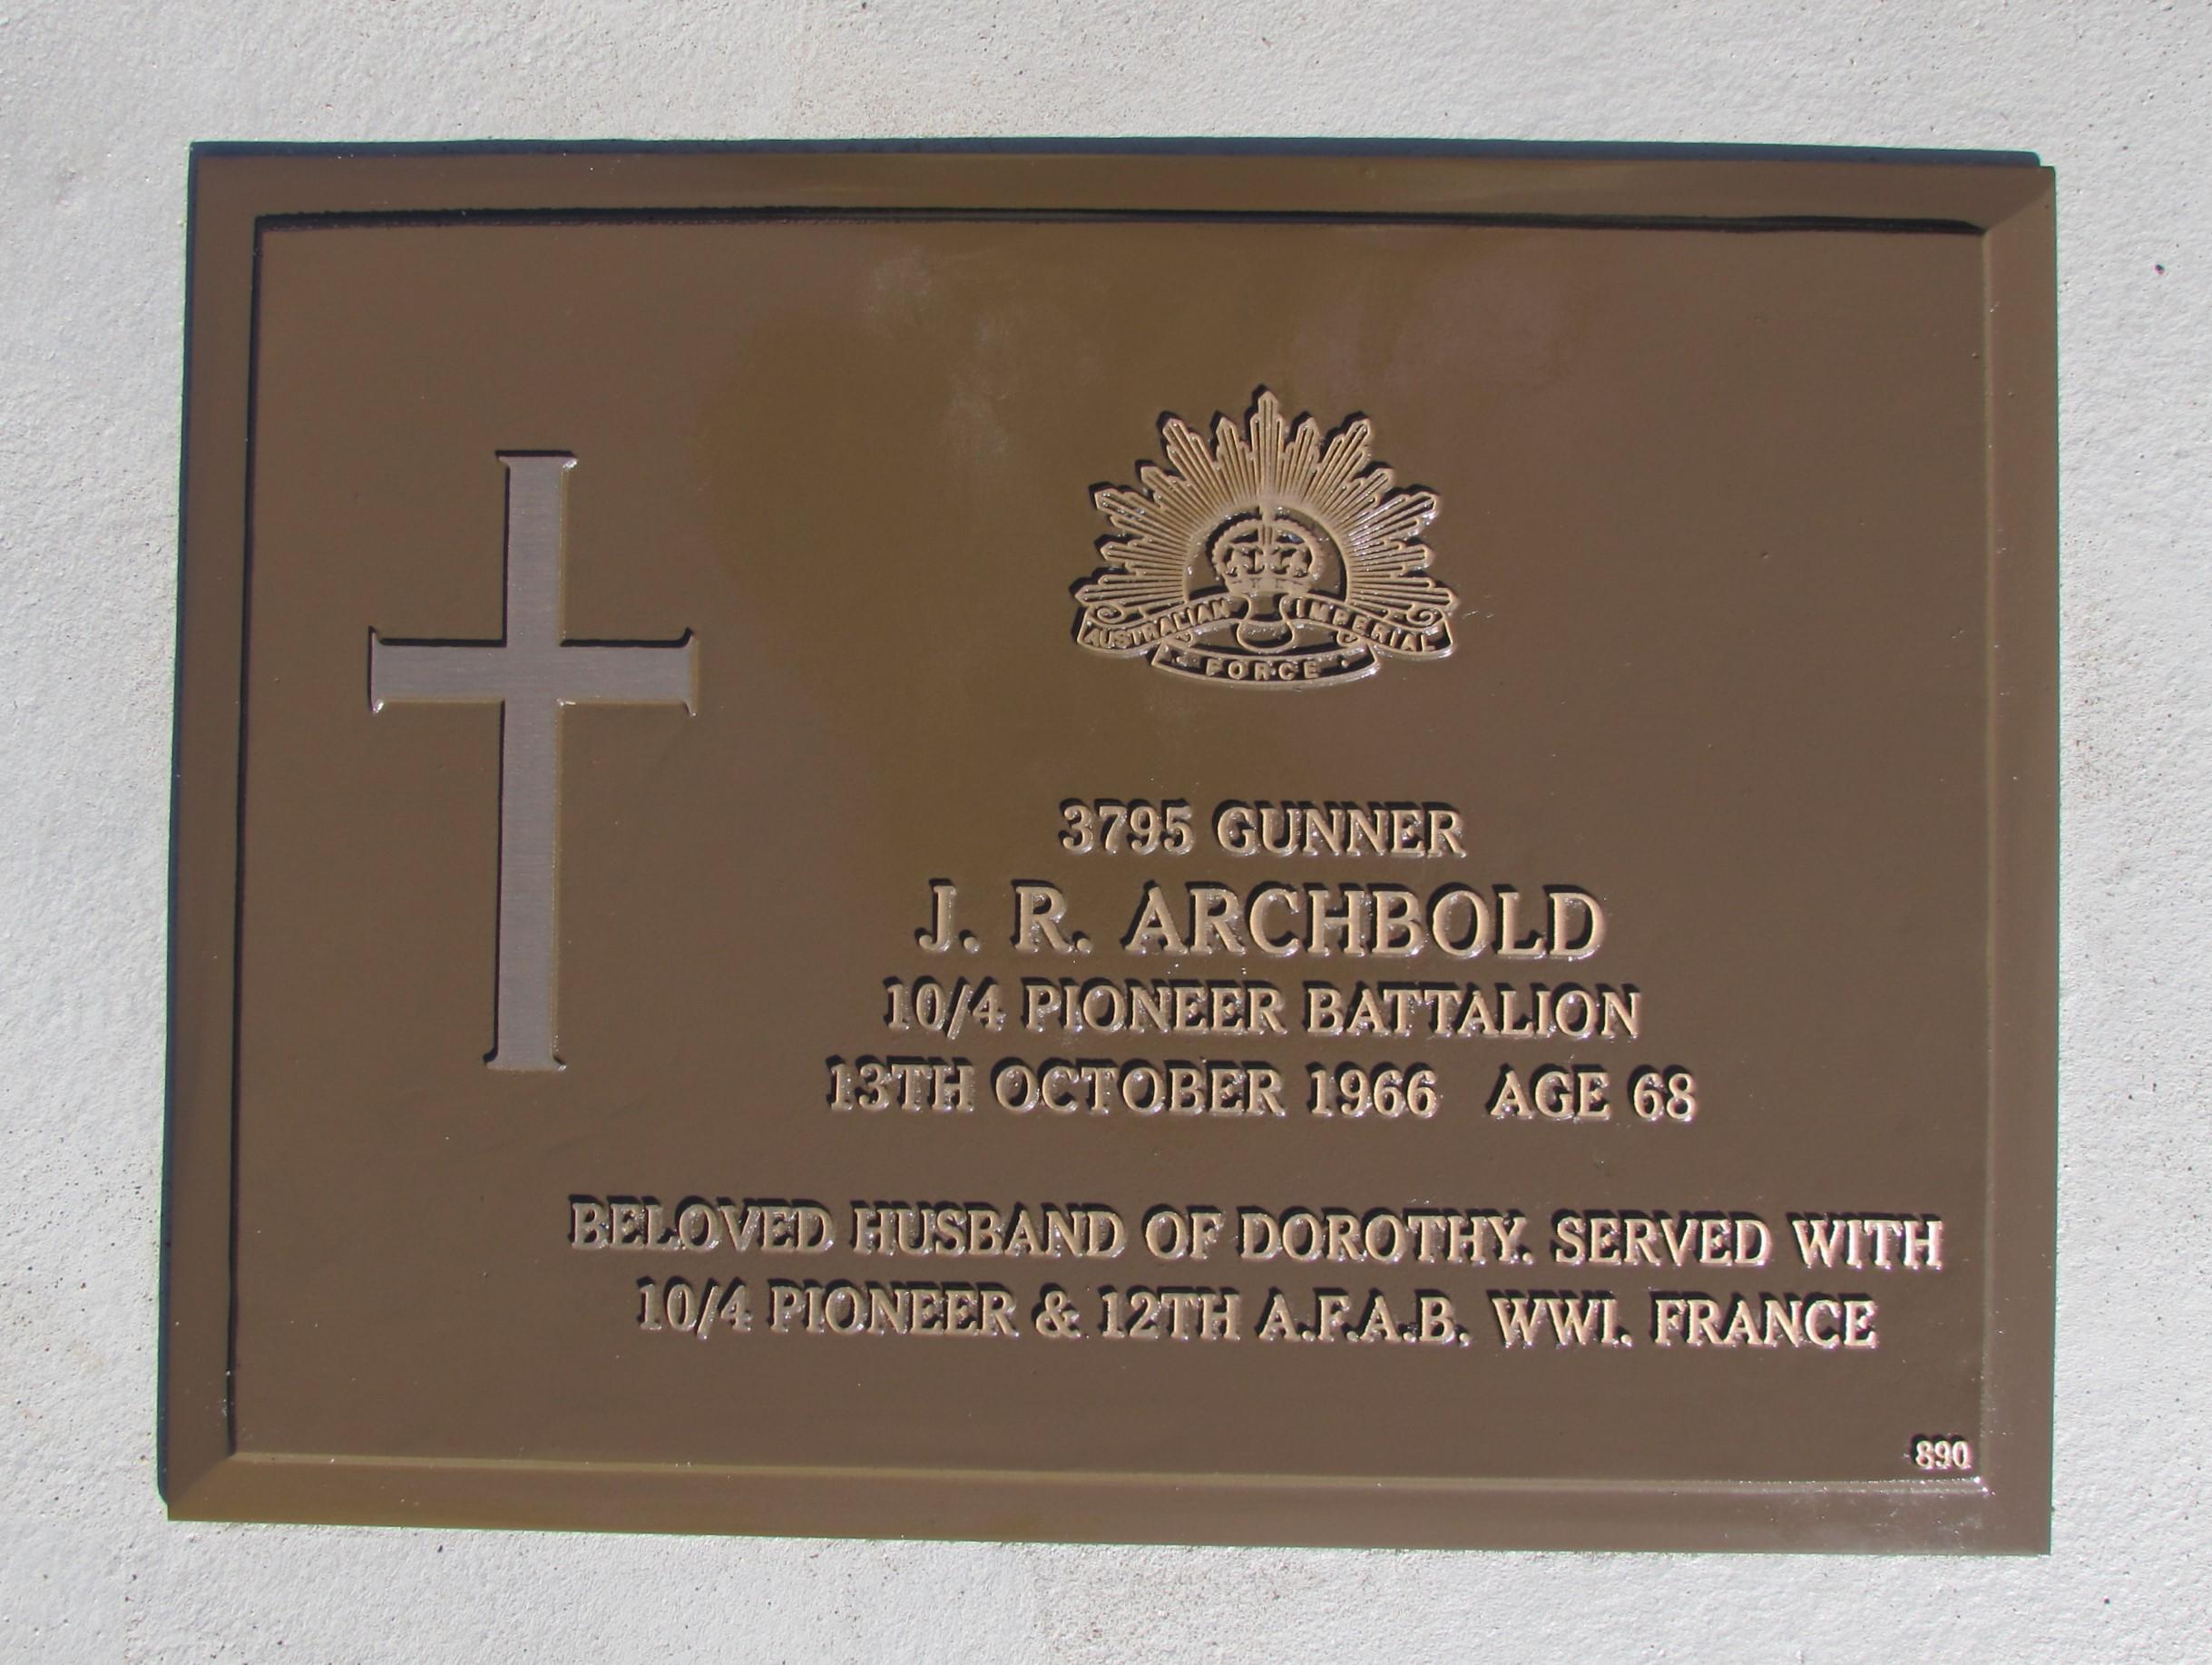 AUSTRALIAN IMPERIAL
FORCE
3795 GUNNER
J. R. ARCHBOLD
10/4 PIONEER BATTALION
13TH OCTOBER 1966 AGE 68
BELOVED HUSBAND OF DOROTHY. SERVED WITH
10/4 PIONEER & 12TH A.F.A.B. WWI. FRANCE
890